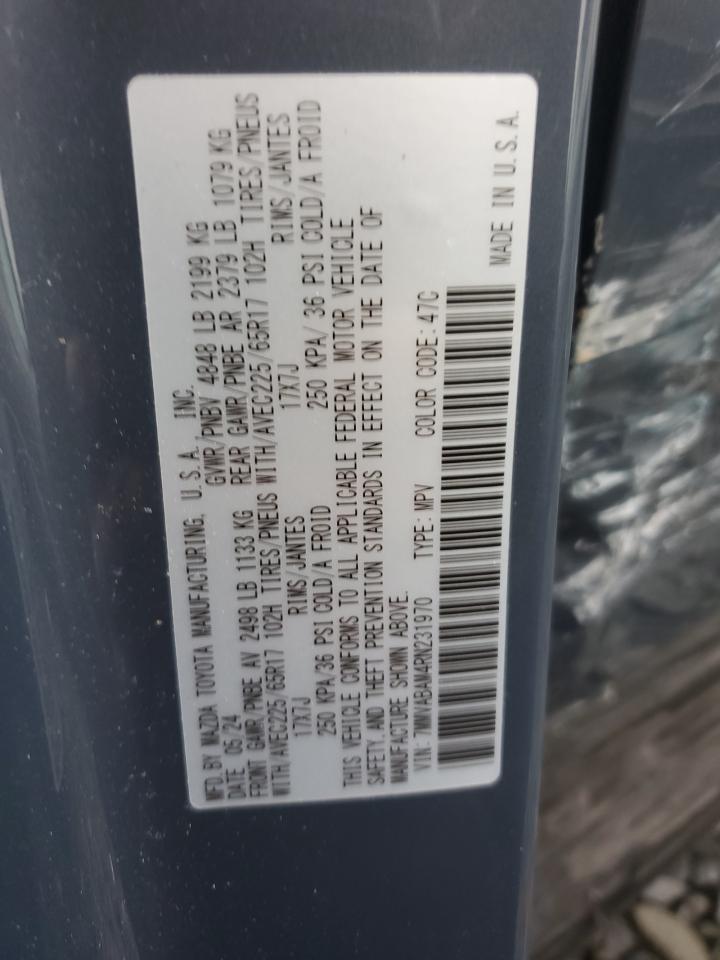 MFD. BY MAZDA TOYOTA MANUFACTURING, U.S.A. INC.
DATE 05/24 GVWR/PNBV 4848 LB 2199 KG
FRONT GAWR/PNBE AV 2498 LB 1133 KG REAR GAWR/PNBE AR 2379 LB 1079 KG
WITH/AVEC225/65R17 102H TIRES/PNEUS WITH/AVEC225/65R17 102H TIRES/PNEUS
17X7J RIMS/JANTES 17X7J RIMS/JANTES
250 KPA/36 PSI COLD/A FROID 250 KPA/36 PSI COLD/A FROID
THIS VEHICLE CONFORMS TO ALL APPLICABLE FEDERAL MOTOR VEHICLE
SAFETY,AND THEFT PREVENTION STANDARDS IN EFFECT ON THE DATE OF
MANUFACTURE SHOWN ABOVE.
VIN:7MMVABAM4RN231970 TYPE:MPV COLOR CODE:47C
MADE IN U.S.A.